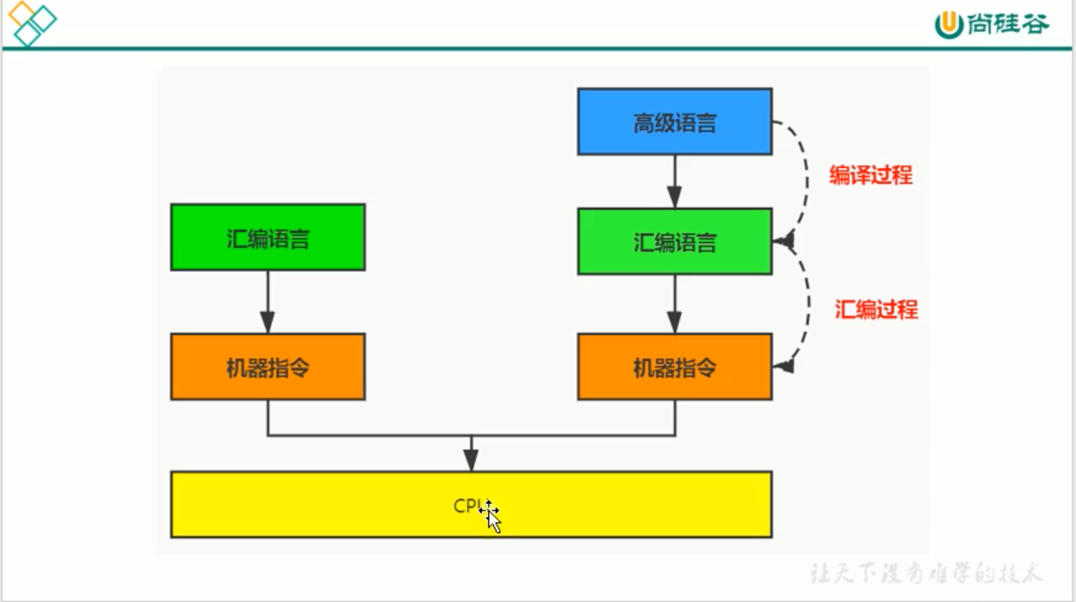 尚硅谷
高级语言
编译过程
汇编语言
汇编语言
汇编过程
机器指令
机器指令
CPU
让天下没有难学的技术